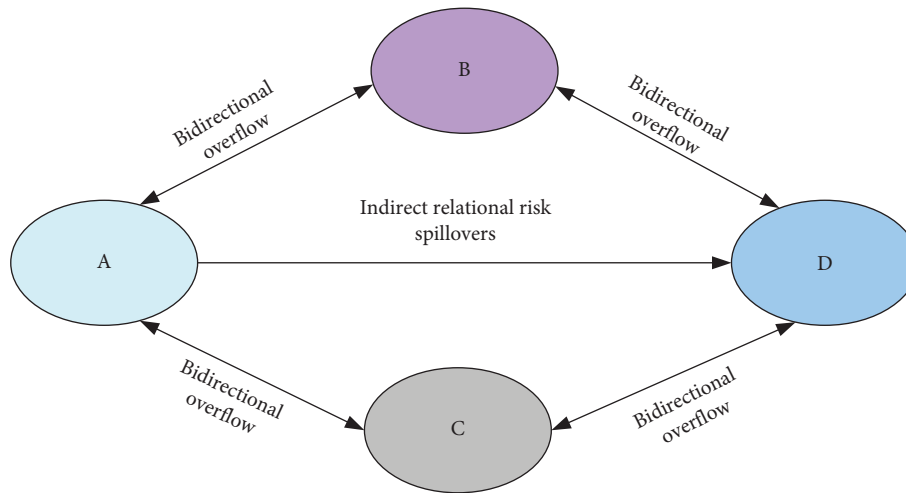 B
Bidirectional
overflow
Bidirectional
overflow
Indirect relational risk
spillovers
A
D
Bidirectional
overflow
C
Bidirectional
overflow